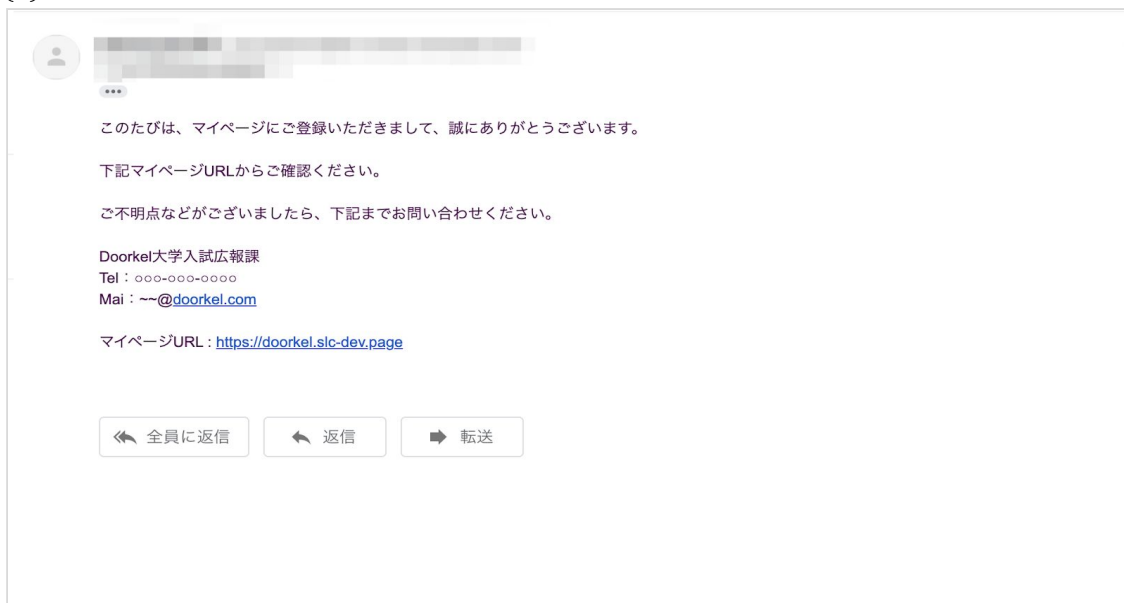 このたびは、マイページにご登録いただきまして、誠にありがとうございます。
下記マイページURLからご確認ください。
ご不明点などがございましたら、下記までお問い合わせください。
Doorkel大学入試広報課
Tel：○○○-○○○-○○○○
Mai：~~@doorkel.com
マイページURL : https://doorkel.slc-dev.page
全員に返信 返信 転送